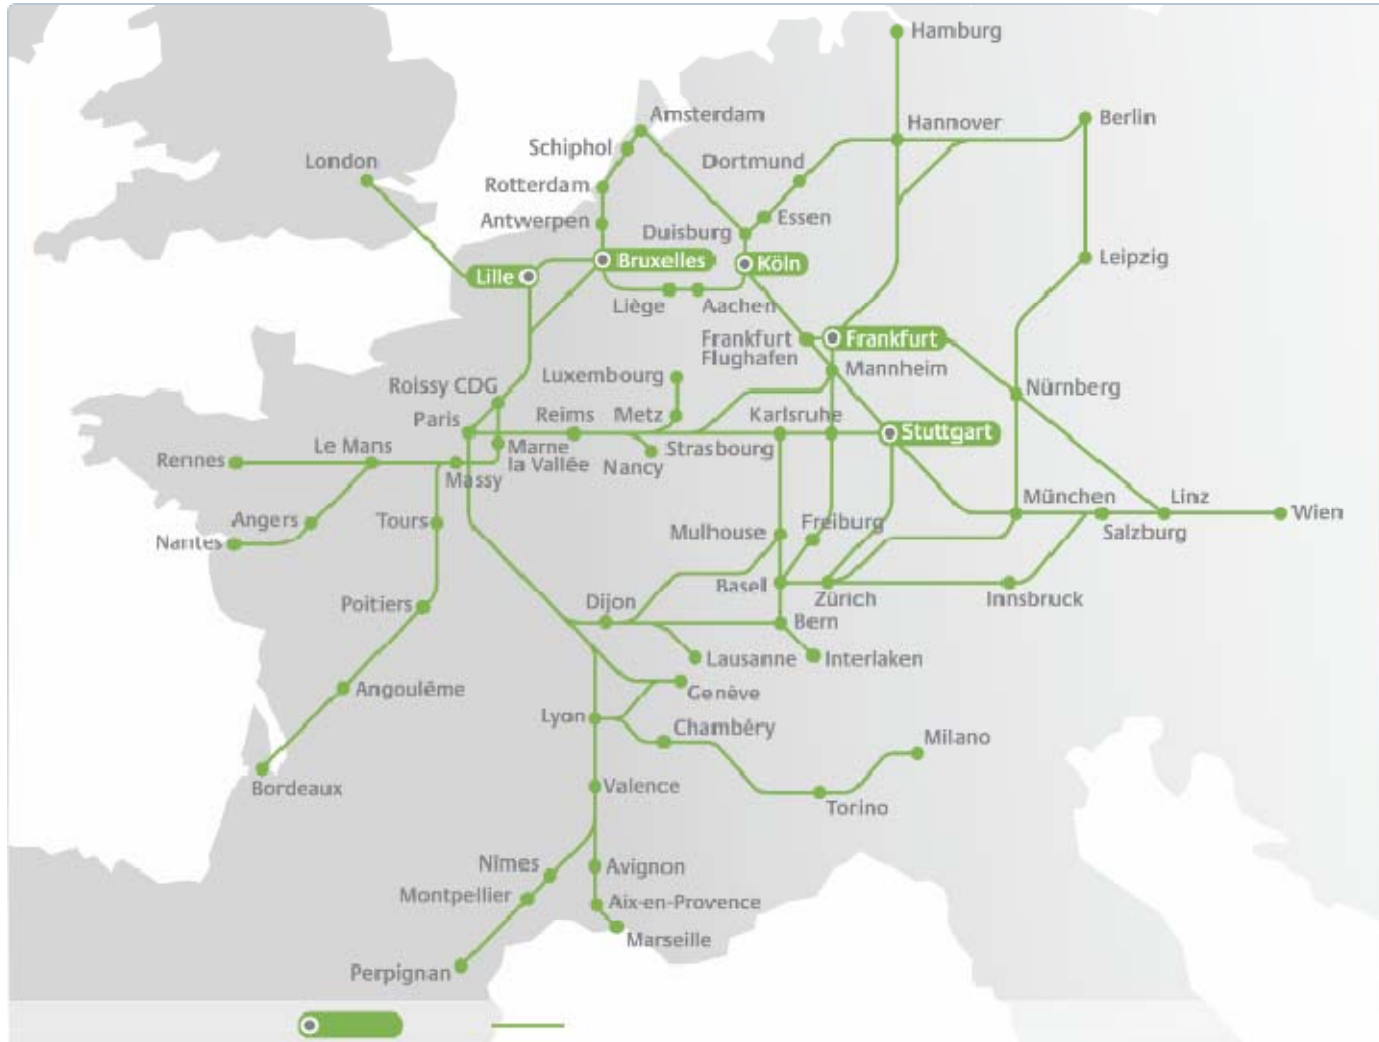 Hamburg
Amsterdam
Berlin
Hannover
Schiphol
London
Dortmund
Rotterdam
Antwerpen
Essen
Duisburg
Bruxelles
Köln
Leipzig
Lille
Liège
Aachen
Frankfurt
Flughafen
Frankfurt
Mannheim
Luxembourg
Roissy CDG
Nürnberg
Paris
Reims
Metz
Karlsruhe
Stuttgart
Le Mans
Marne
la Vallée
Strasbourg
Rennes
Nancy
Massy
München
Linz
Wien
Angers
Tours
Freiburg
Mulhouse
Salzburg
Nantes
Basel
Zürich
Innsbruck
Poitiers
Dijon
Bern
Lausanne
Interlaken
Angoulême
Genève
Lyon
Chambéry
Milano
Bordeaux
Valence
Torino
Nîmes
Avignon
Montpellier
Aix-en-Provence
Marseille
Perpignan